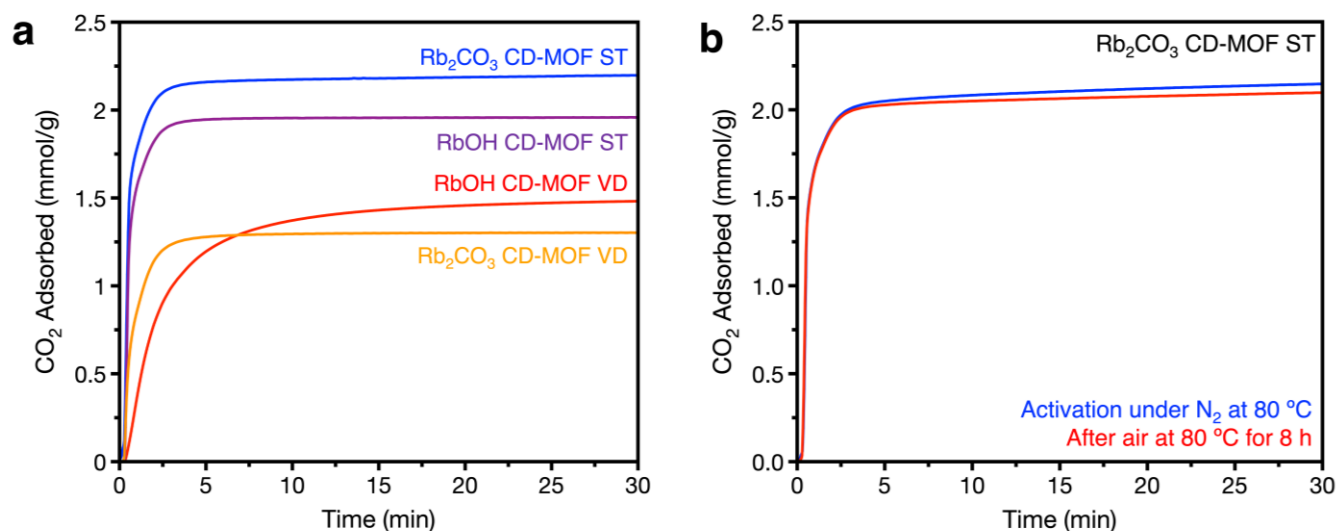 a
2.5
2.0
1.5
1
0.5
0
0
5
10
15
20
25
30
CO₂ Adsorbed (mmol/g)
Time (min)
Rb₂CO₃ CD-MOF ST
RbOH CD-MOF ST
RbOH CD-MOF VD
Rb₂CO₃ CD-MOF VD
b
2.5
2.0
1.5
1.0
0.5
0.0
0
5
10
15
20
25
30
CO₂ Adsorbed (mmol/g)
Time (min)
Rb₂CO₃ CD-MOF ST
Activation under N₂ at 80 ºC
After air at 80 ºC for 8 h